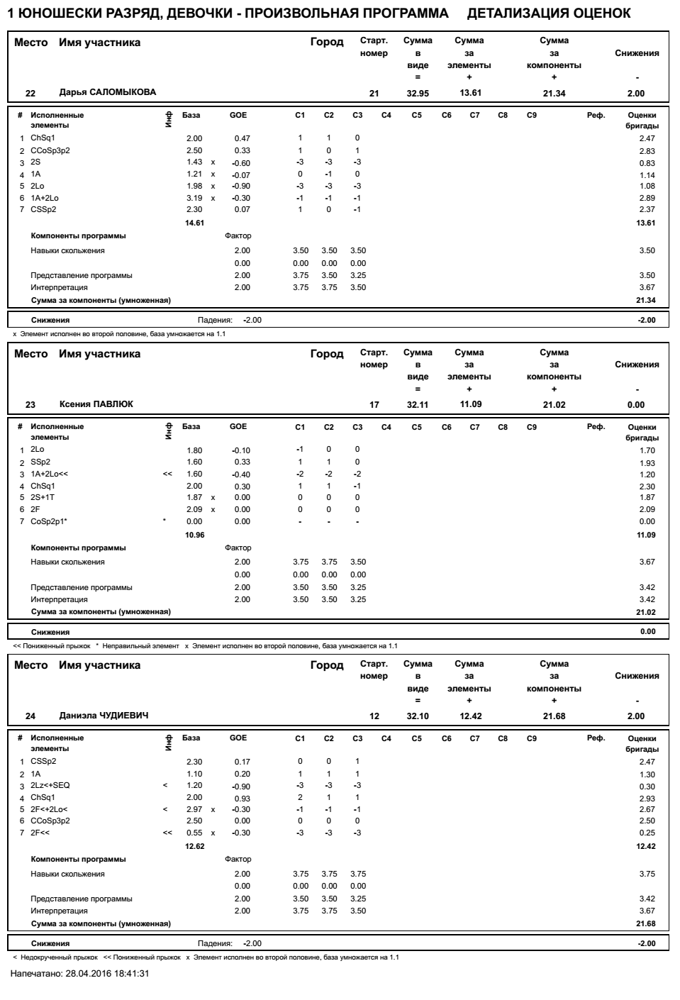 1 ЮНОШЕСКИ РАЗРЯД, ДЕВОЧКИ - ПРОИЗВОЛЬНАЯ ПРОГРАММА ДЕТАЛИЗАЦИЯ ОЦЕНОК
Место Имя участника Город Старт. номер Сумма в виде = Сумма за элементы + Сумма за компоненты + Снижения -
22 Дарья САЛОМЫКОВА 21 32.95 13.61 21.34 2.00
# Исполненные элементы Инф База GOE C1 C2 C3 C4 C5 C6 C7 C8 C9 Реф. Оценки бригады
1 ChSq1 2.00 0.47 1 1 0 2.47
2 CCoSp3p2 2.50 0.33 1 0 1 2.83
3 2S 1.43 x -0.60 -3 -3 -3 0.83
4 1A 1.21 x -0.07 0 -1 0 1.14
5 2Lo 1.98 x -0.90 -3 -3 -3 1.08
6 1A+2Lo 3.19 x -0.30 -1 -1 -1 2.89
7 CSSp2 2.30 0.07 1 0 -1 2.37
14.61 13.61
Компоненты программы Фактор
Навыки скольжения 2.00 3.50 3.50 3.50 3.50
0.00 0.00 0.00 0.00
Представление программы 2.00 3.75 3.50 3.25 3.50
Интерпретация 2.00 3.75 3.75 3.50 3.67
Сумма за компоненты (умноженная) 21.34
Снижения Падения: -2.00 -2.00
x Элемент исполнен во второй половине, база умножается на 1.1
Место Имя участника Город Старт. номер Сумма в виде = Сумма за элементы + Сумма за компоненты + Снижения -
23 Ксения ПАВЛЮК 17 32.11 11.09 21.02 0.00
# Исполненные элементы Инф База GOE C1 C2 C3 C4 C5 C6 C7 C8 C9 Реф. Оценки бригады
1 2Lo 1.80 -0.10 -1 0 0 1.70
2 SSp2 1.60 0.33 1 1 0 1.93
3 1A+2Lo<< << 1.60 -0.40 -2 -2 -2 1.20
4 ChSq1 2.00 0.30 1 1 -1 2.30
5 2S+1T 1.87 x 0.00 0 0 0 1.87
6 2F 2.09 x 0.00 0 0 0 2.09
7 CoSp2p1* * 0.00 0.00 - - - 0.00
10.96 11.09
Компоненты программы Фактор
Навыки скольжения 2.00 3.75 3.75 3.50 3.67
0.00 0.00 0.00 0.00
Представление программы 2.00 3.50 3.50 3.25 3.42
Интерпретация 2.00 3.50 3.50 3.25 3.42
Сумма за компоненты (умноженная) 21.02
Снижения 0.00
<< Пониженный прыжок * Неправильный элемент x Элемент исполнен во второй половине, база умножается на 1.1
Место Имя участника Город Старт. номер Сумма в виде = Сумма за элементы + Сумма за компоненты + Снижения -
24 Даниэла ЧУДИЕВИЧ 12 32.10 12.42 21.68 2.00
# Исполненные элементы Инф База GOE C1 C2 C3 C4 C5 C6 C7 C8 C9 Реф. Оценки бригады
1 CSSp2 2.30 0.17 0 0 1 2.47
2 1A 1.10 0.20 1 1 1 1.30
3 2Lz<+SEQ < 1.20 -0.90 -3 -3 -3 0.30
4 ChSq1 2.00 0.93 2 1 1 2.93
5 2F<+2Lo< < 2.97 x -0.30 -1 -1 -1 2.67
6 CCoSp3p2 2.50 0.00 0 0 0 2.50
7 2F<< << 0.55 x -0.30 -3 -3 -3 0.25
12.62 12.42
Компоненты программы Фактор
Навыки скольжения 2.00 3.75 3.75 3.75 3.75
0.00 0.00 0.00 0.00
Представление программы 2.00 3.50 3.50 3.25 3.42
Интерпретация 2.00 3.75 3.75 3.50 3.67
Сумма за компоненты (умноженная) 21.68
Снижения Падения: -2.00 -2.00
< Недокрученный прыжок << Пониженный прыжок x Элемент исполнен во второй половине, база умножается на 1.1
Напечатано: 28.04.2016 18:41:31